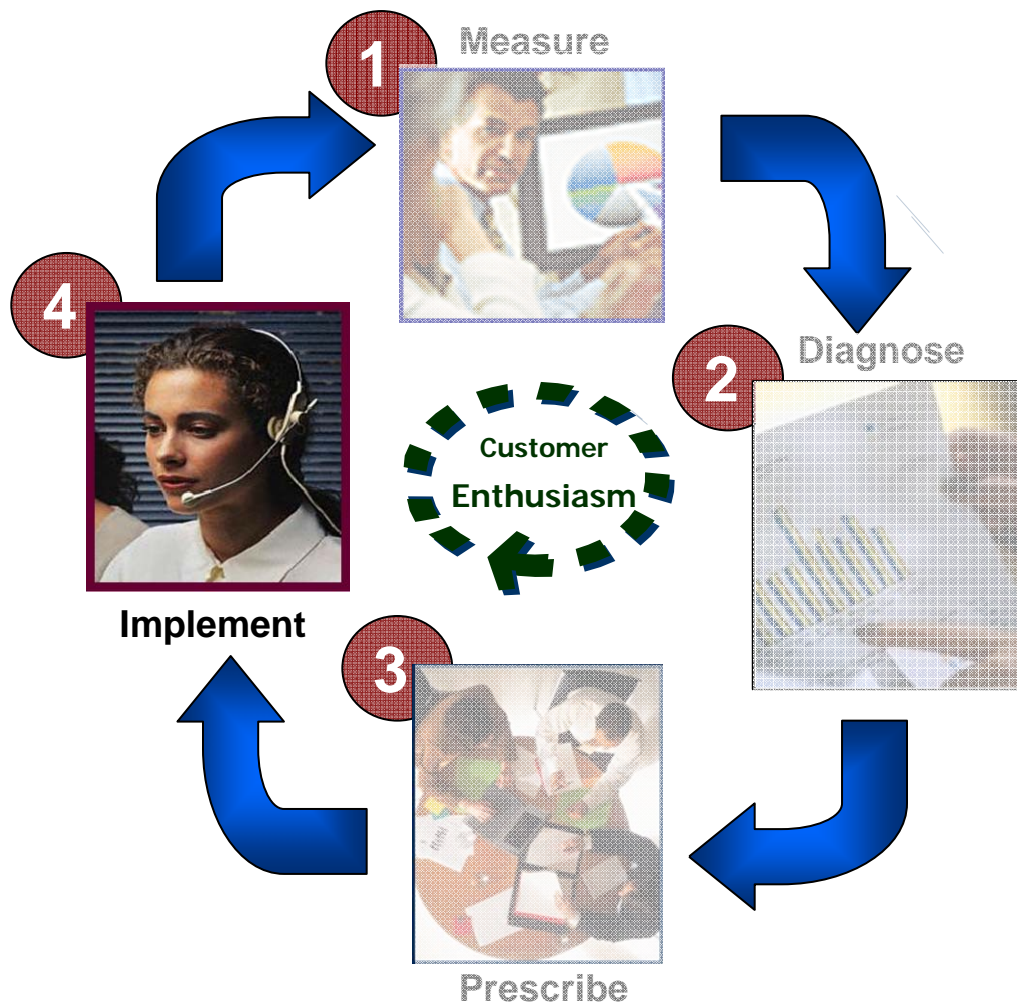 1
Measure
2
Diagnose
3
Prescribe
4
Implement
Customer
Enthusiasm